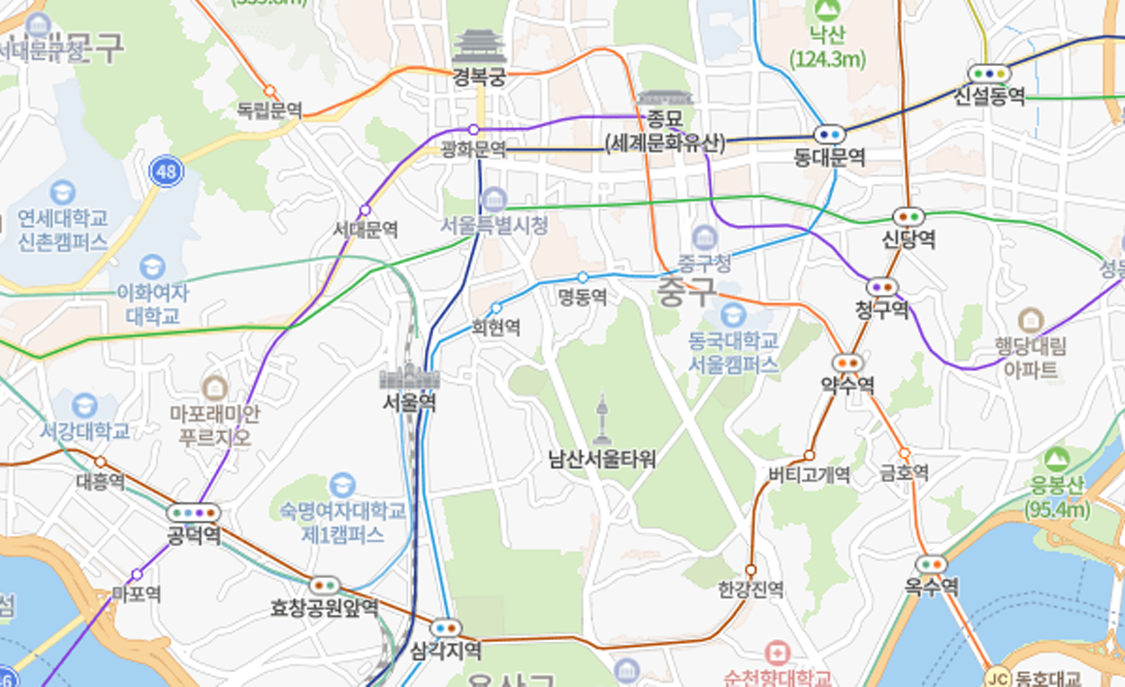 낙산
(124.3m)
서대문구청
경복궁
독립문역
신설동역
종묘
(세계문화유산)
광화문역
동대문역
48
연세대학교
신촌캠퍼스
서대문역
서울특별시청
신당역
중구청
이화여자
대학교
명동역
중구
청구역
회현역
동국대학교
서울캠퍼스
행당대림
아파트
약수역
서울역
마포래미안
푸르지오
서강대학교
남산서울타워
버티고개역
금호역
대흥역
응봉산
(95.4m)
숙명여자대학교
제1캠퍼스
공덕역
한강진역
옥수역
마포역
효창공원앞역
섬
삼각지역
순천향대학교
JC 동호대교
용산구